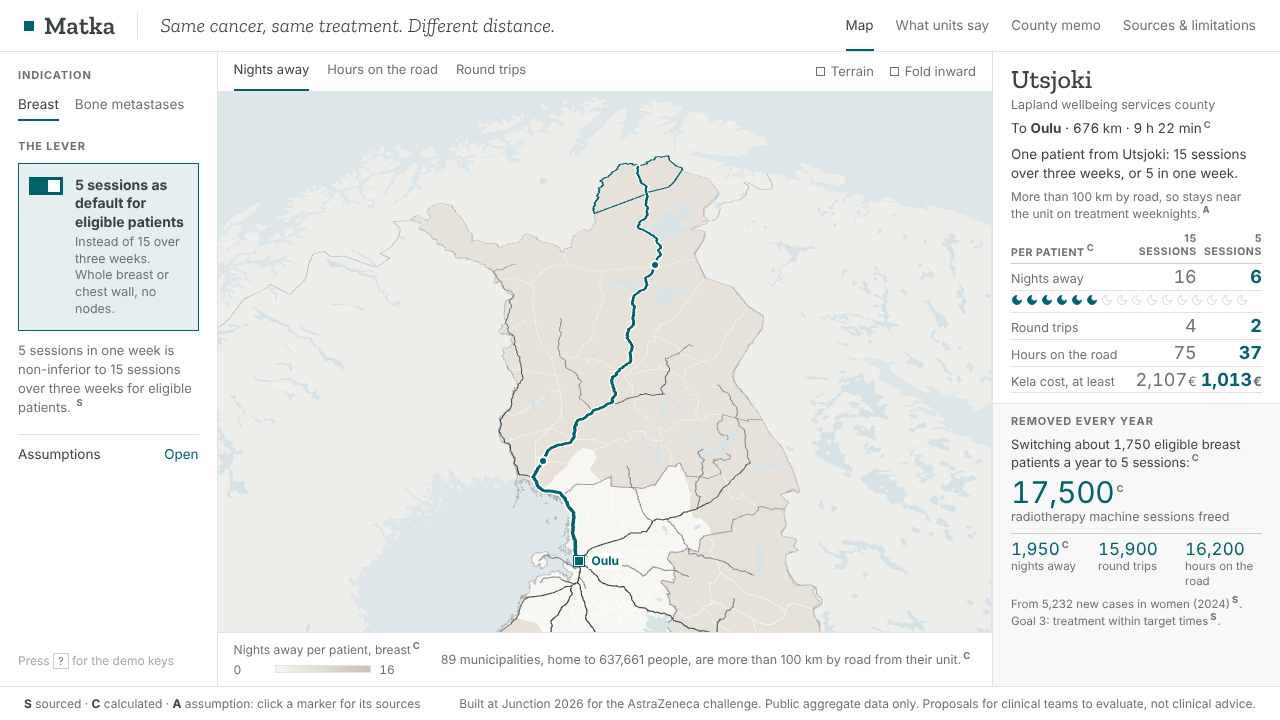 Matka
Same cancer, same treatment. Different distance.
Map
What units say
County memo
Sources & limitations
INDICATION
Breast
Bone metastases
THE LEVER
5 sessions as
default for
eligible patients
Instead of 15 over
three weeks.
Whole breast or
chest wall, no
nodes.
5 sessions in one week is
non-inferior to 15 sessions
over three weeks for eligible
patients. S
Assumptions Open
Press ? for the demo keys
Nights away
Hours on the road
Round trips
Terrain
Fold inward
Oulu
Nights away per patient, breast C
0 16
89 municipalities, home to 637,661 people, are more than 100 km by road from their unit. C
Utsjoki
Lapland wellbeing services county
To Oulu · 676 km · 9 h 22 min C
One patient from Utsjoki: 15 sessions
over three weeks, or 5 in one week.
More than 100 km by road, so stays near
the unit on treatment weeknights. A
15 5
PER PATIENT C SESSIONS SESSIONS
Nights away 16 6
Round trips 4 2
Hours on the road 75 37
Kela cost, at least 2,107 € 1,013 €
REMOVED EVERY YEAR
Switching about 1,750 eligible breast
patients a year to 5 sessions: C
17,500 C
radiotherapy machine sessions freed
1,950 C 15,900 16,200
nights away round trips hours on the
road
From 5,232 new cases in women (2024) S .
Goal 3: treatment within target times S .
S sourced · C calculated · A assumption: click a marker for its sources
Built at Junction 2026 for the AstraZeneca challenge. Public aggregate data only. Proposals for clinical teams to evaluate, not clinical advice.